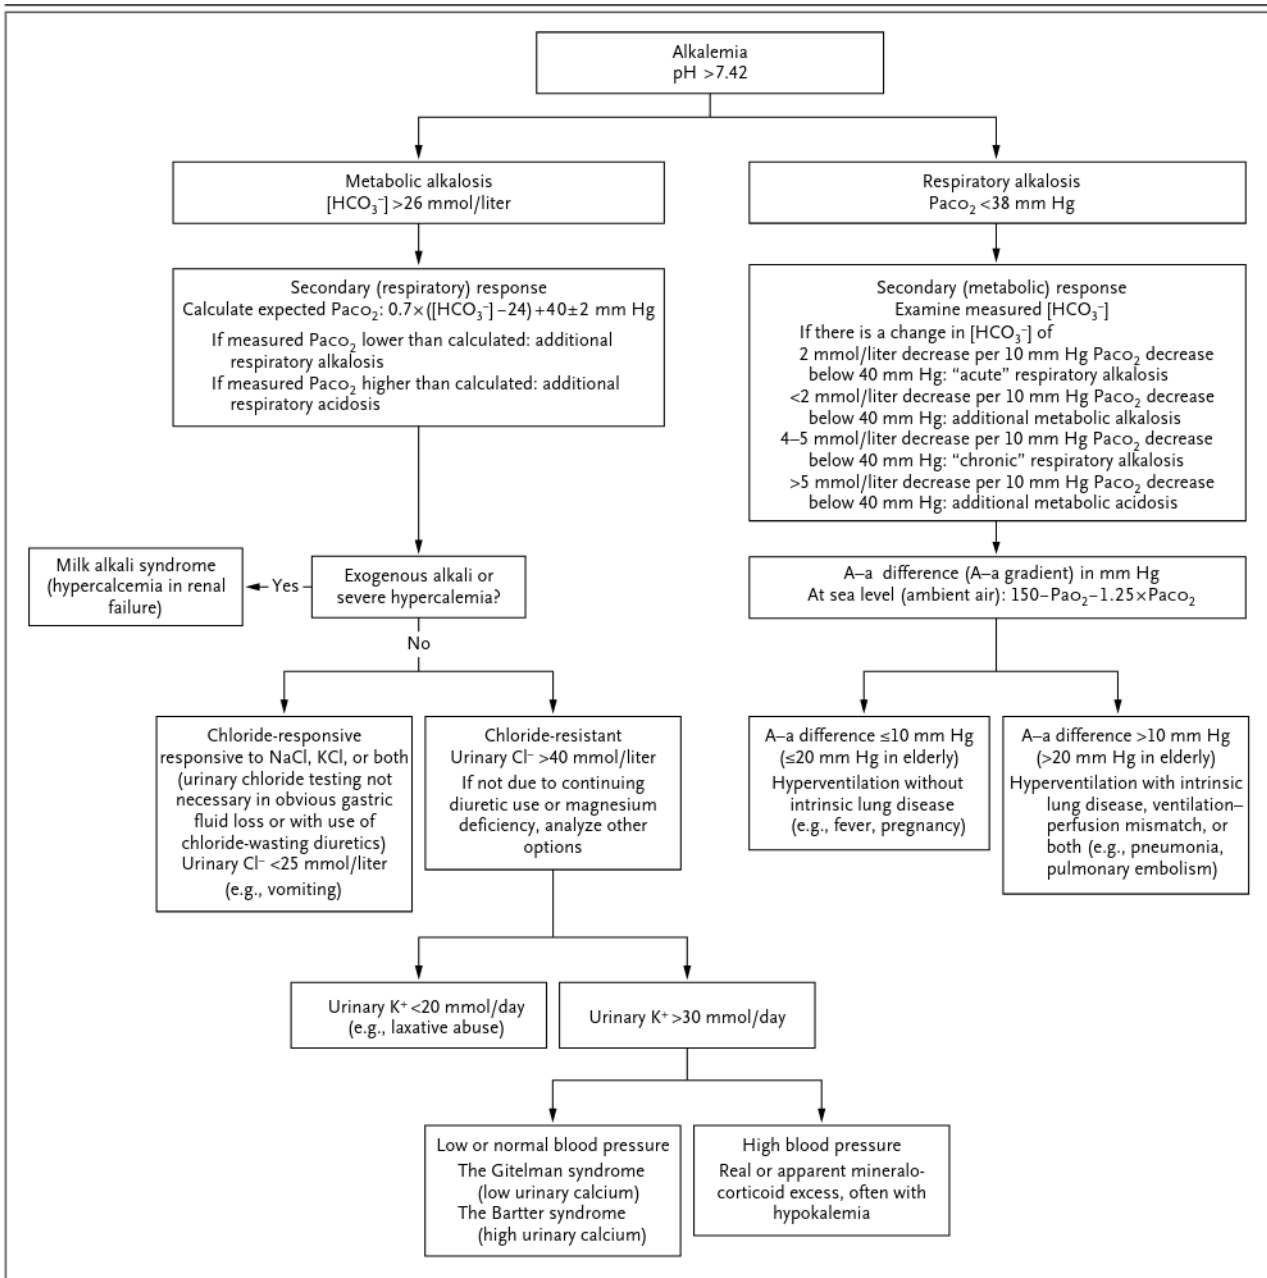 Alkalemia
pH >7.42
Metabolic alkalosis
[HCO₃⁻] >26 mmol/liter
Respiratory alkalosis
Paco₂ <38 mm Hg
Secondary (respiratory) response
Calculate expected Paco₂: 0.7×([HCO₃⁻] −24) +40±2 mm Hg
If measured Paco₂ lower than calculated: additional
respiratory alkalosis
If measured Paco₂ higher than calculated: additional
respiratory acidosis
Secondary (metabolic) response
Examine measured [HCO₃⁻]
If there is a change in [HCO₃⁻] of
2 mmol/liter decrease per 10 mm Hg Paco₂ decrease
below 40 mm Hg: “acute” respiratory alkalosis
<2 mmol/liter decrease per 10 mm Hg Paco₂ decrease
below 40 mm Hg: additional metabolic alkalosis
4–5 mmol/liter decrease per 10 mm Hg Paco₂ decrease
below 40 mm Hg: “chronic” respiratory alkalosis
>5 mmol/liter decrease per 10 mm Hg Paco₂ decrease
below 40 mm Hg: additional metabolic acidosis
Milk alkali syndrome
(hypercalcemia in renal
failure)
Yes
Exogenous alkali or
severe hypercalemia?
No
A–a difference (A–a gradient) in mm Hg
At sea level (ambient air): 150−Pao₂−1.25×Paco₂
Chloride-responsive
responsive to NaCl, KCl, or both
(urinary chloride testing not
necessary in obvious gastric
fluid loss or with use of
chloride-wasting diuretics)
Urinary Cl⁻ <25 mmol/liter
(e.g., vomiting)
Chloride-resistant
Urinary Cl⁻ >40 mmol/liter
If not due to continuing
diuretic use or magnesium
deficiency, analyze other
options
A–a difference ≤10 mm Hg
(≤20 mm Hg in elderly)
Hyperventilation without
intrinsic lung disease
(e.g., fever, pregnancy)
A–a difference >10 mm Hg
(>20 mm Hg in elderly)
Hyperventilation with intrinsic
lung disease, ventilation–
perfusion mismatch, or
both (e.g., pneumonia,
pulmonary embolism)
Urinary K⁺ <20 mmol/day
(e.g., laxative abuse)
Urinary K⁺ >30 mmol/day
Low or normal blood pressure
The Gitelman syndrome
(low urinary calcium)
The Bartter syndrome
(high urinary calcium)
High blood pressure
Real or apparent mineralo-
corticoid excess, often with
hypokalemia